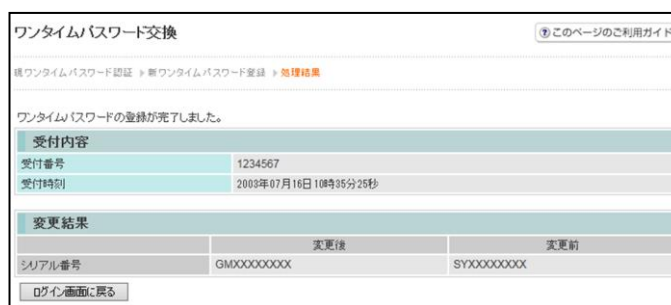 ワンタイムパスワード交換
このページのご利用ガイド
現ワンタイムパスワード認証 新ワンタイムパスワード登録 処理結果
ワンタイムパスワードの登録が完了しました。
受付内容
受付番号 1234567
受付時刻 2003年07月16日10時35分25秒
変更結果
変更後 変更前
シリアル番号 GMXXXXXXXX SYXXXXXXXX
ログイン画面に戻る